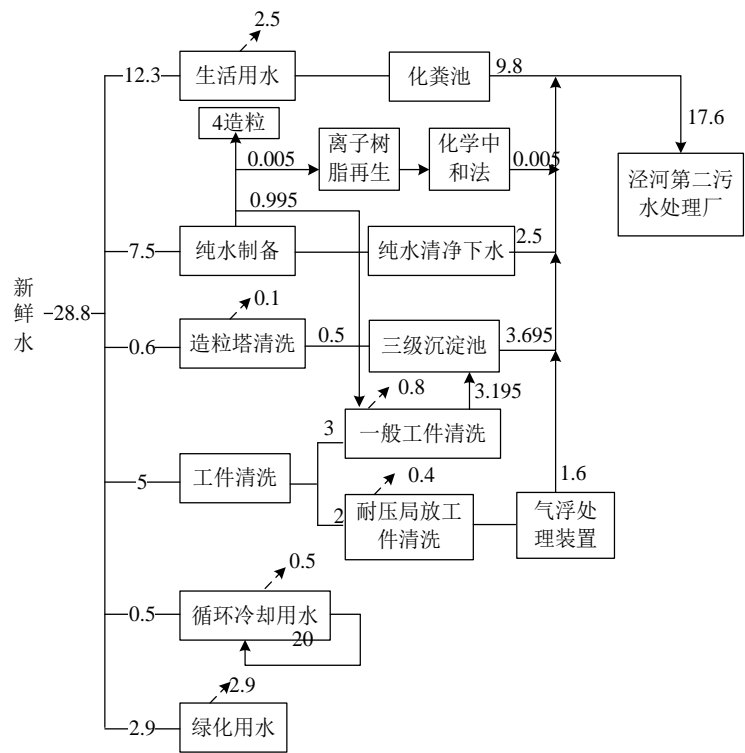 2.5
12.3
生活用水
化粪池
9.8
17.6
4造粒
离子树
脂再生
化学中
和法
0.005
0.005
泾河第二污
水处理厂
0.995
7.5
纯水制备
纯水清净下水
2.5
新
鲜
水
28.8
0.1
0.6
造粒塔清洗
0.5
三级沉淀池
3.695
0.8
3.195
3
一般工件清洗
5
工件清洗
0.4
1.6
2
耐压局放工
件清洗
气浮处
理装置
0.5
0.5
循环冷却用水
20
2.9
2.9
绿化用水